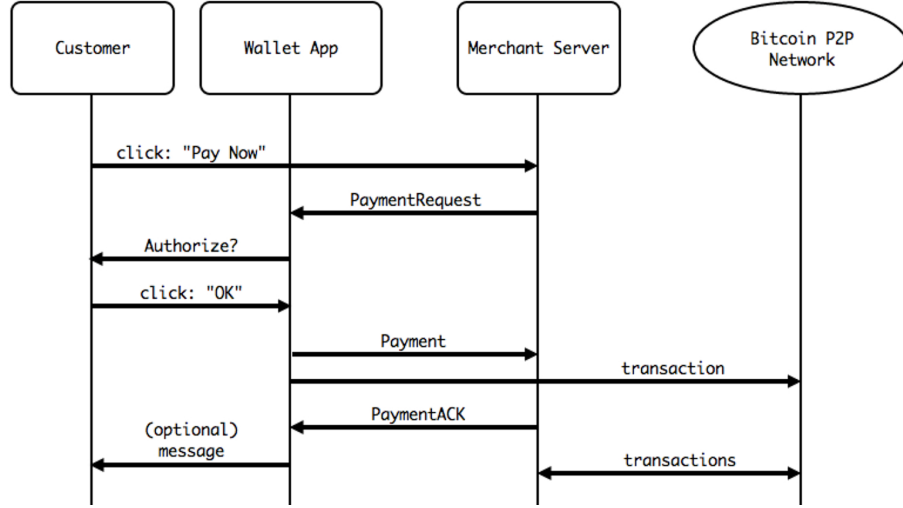 Customer
Wallet App
Merchant Server
Bitcoin P2P
Network
click: "Pay Now"
PaymentRequest
Authorize?
click: "OK"
Payment
transaction
PaymentACK
(optional)
message
transactions